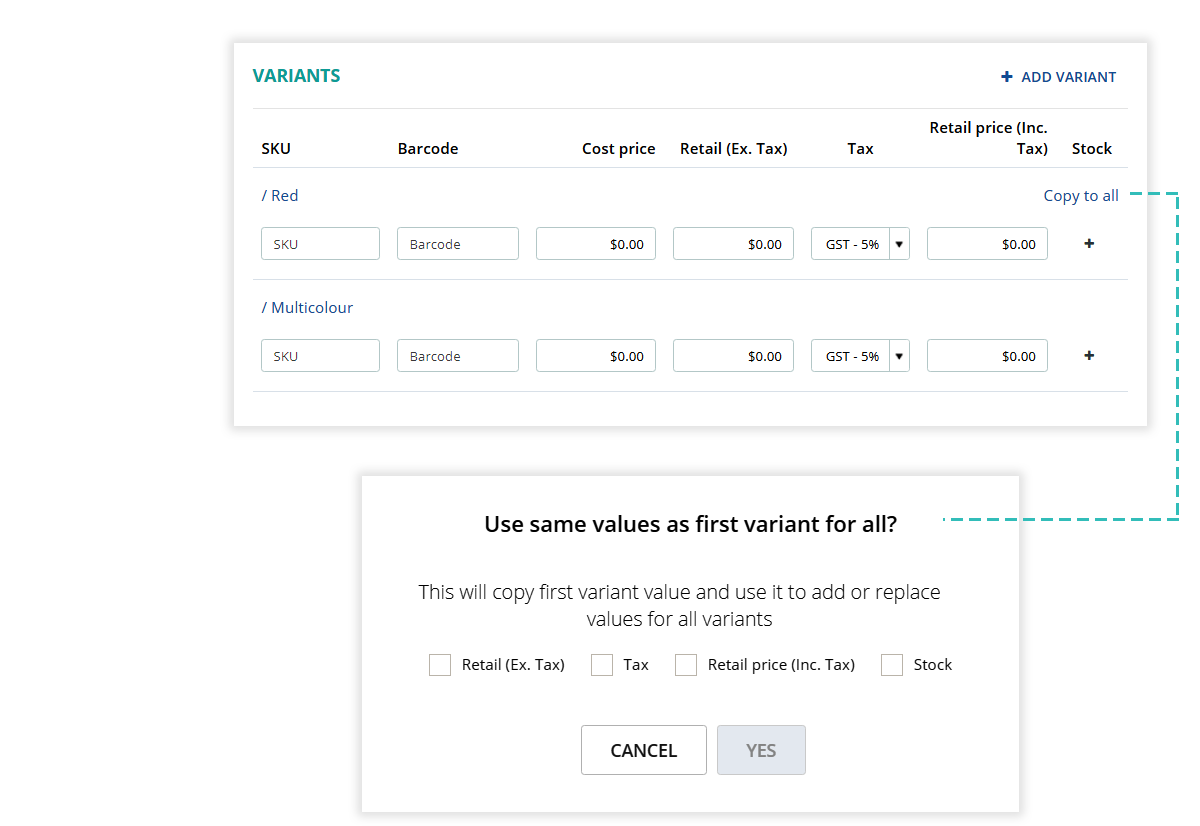 VARIANTS
+ ADD VARIANT
SKU Barcode Cost price Retail (Ex. Tax) Tax Retail price (Inc. Tax) Stock
/ Red Copy to all
SKU Barcode $0.00 $0.00 GST - 5% $0.00 +
/ Multicolour
SKU Barcode $0.00 $0.00 GST - 5% $0.00 +
Use same values as first variant for all?
This will copy first variant value and use it to add or replace
values for all variants
Retail (Ex. Tax) Tax Retail price (Inc. Tax) Stock
CANCEL YES